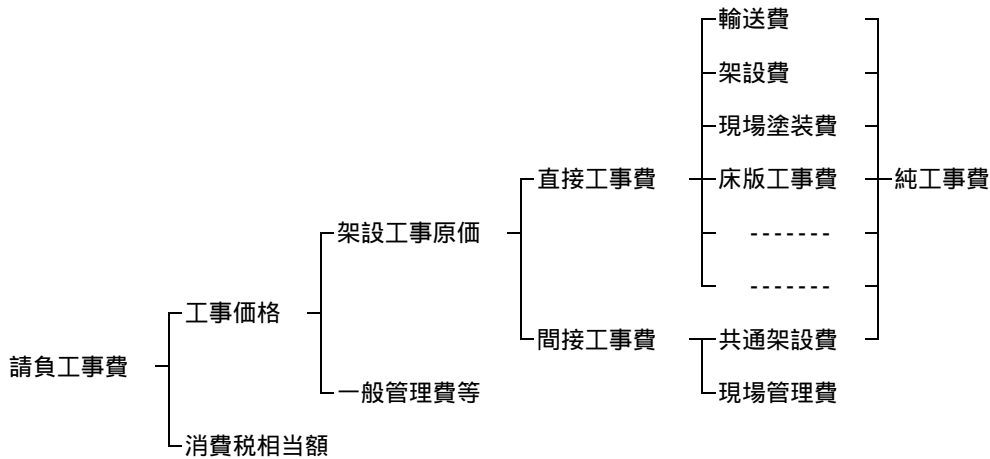 輸送費
架設費
現場塗装費
直接工事費
床版工事費
純工事費
架設工事原価
-------
-------
工事価格
間接工事費
共通架設費
請負工事費
一般管理費等
現場管理費
消費税相当額